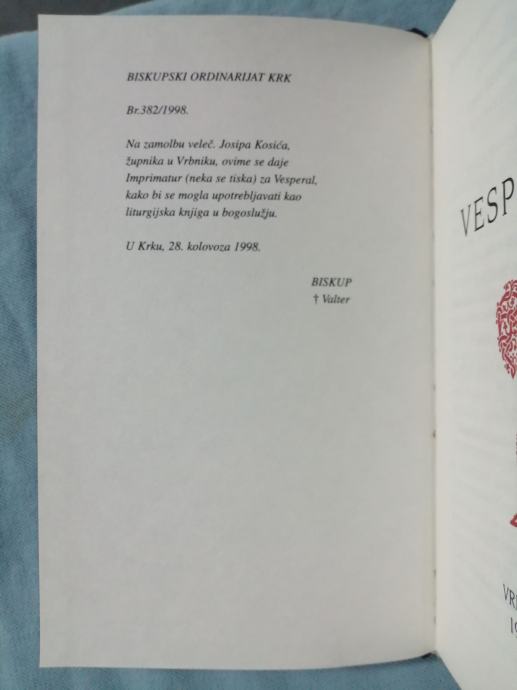 BISKUPSKI ORDINARIJAT KRK
Br.382/1998.
Na zamolbu veleč. Josipa Kosića,
župnika u Vrbniku, ovime se daje
Imprimatur (neka se tiska) za Vesperal,
kako bi se mogla upotrebljavati kao
liturgijska knjiga u bogoslužju.
U Krku, 28. kolovoza 1998.
BISKUP
† Valter
VESP